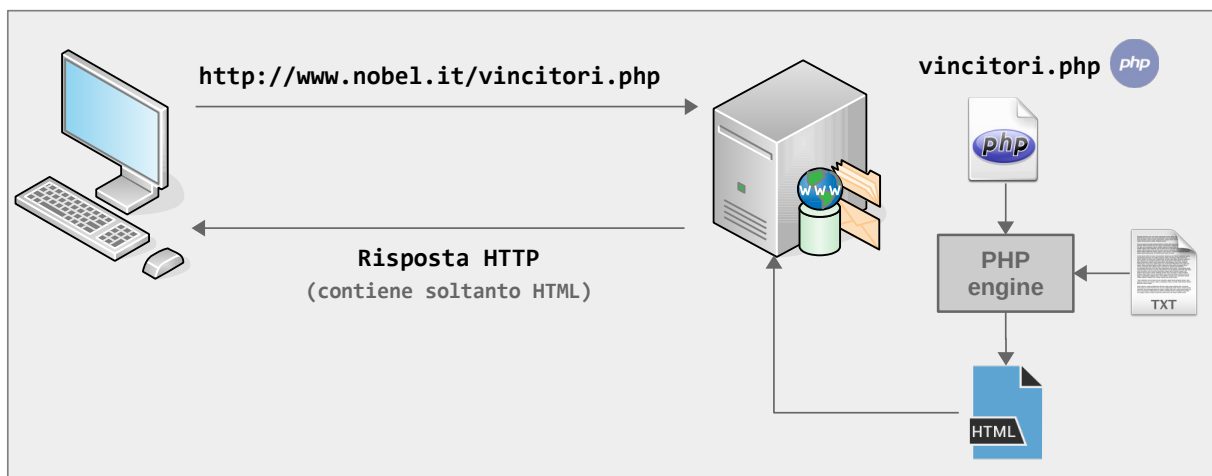 http://www.nobel.it/vincitori.php
vincitori.php
php
php
WWW
Risposta HTTP
(contiene soltanto HTML)
PHP
engine
TXT
HTML